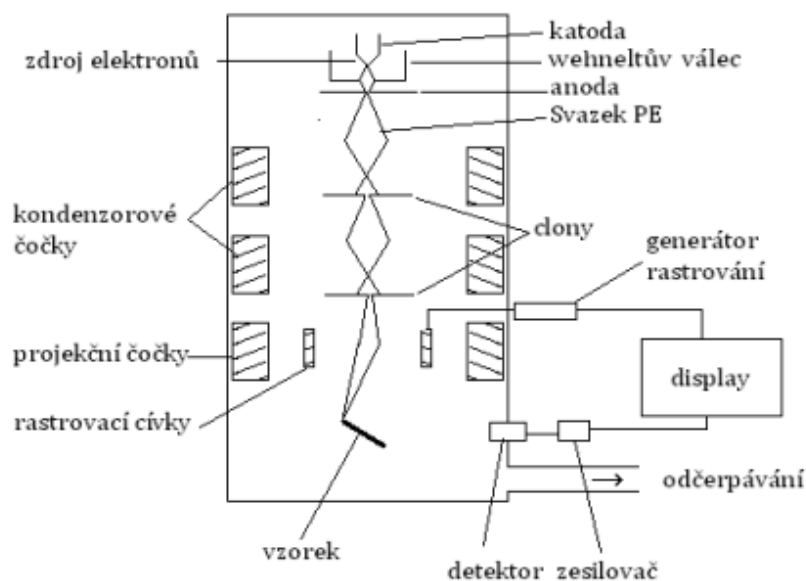 katoda
zdroj elektronů
wehneltův válec
anoda
Svazek PE
kondenzorové
čočky
clony
generátor
rastrování
projekční čočky
display
rastrovací cívky
odčerpávání
vzorek
detektor
zesilovač